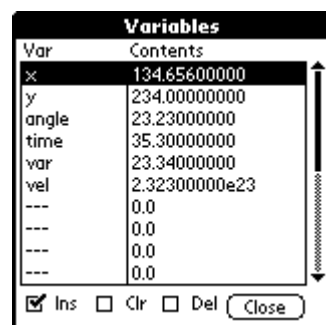 Variables
Var Contents
x 134.65600000
y 234.00000000
angle 23.23000000
time 35.30000000
var 23.34000000
vel 2.32300000e23
--- 0.0
--- 0.0
--- 0.0
--- 0.0
Ins Clr Del Close